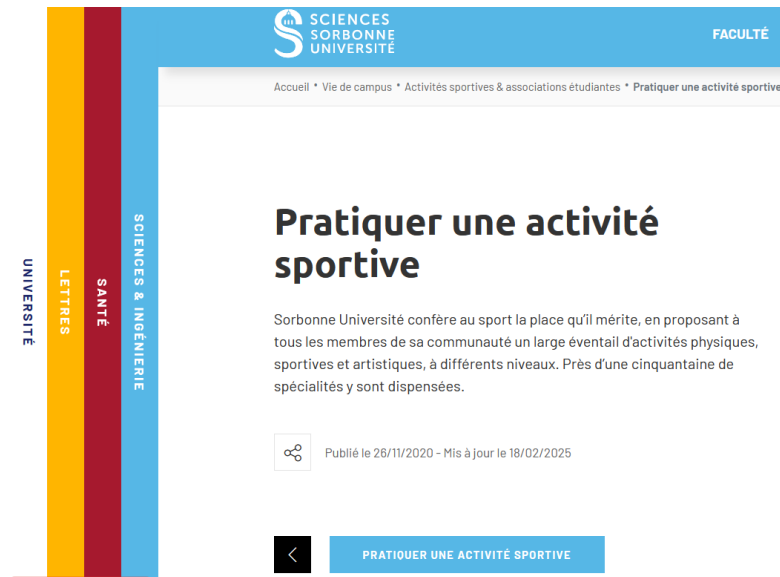 SCIENCES
SORBONNE
UNIVERSITÉ
FACULTÉ
Accueil • Vie de campus • Activités sportives & associations étudiantes • Pratiquer une activité sportive
UNIVERSITÉ
LETTRES
SANTÉ
SCIENCES & INGÉNIERIE
Pratiquer une activité
sportive
Sorbonne Université confère au sport la place qu'il mérite, en proposant à
tous les membres de sa communauté un large éventail d'activités physiques,
sportives et artistiques, à différents niveaux. Près d'une cinquantaine de
spécialités y sont dispensées.
Publié le 26/11/2020 - Mis à jour le 18/02/2025
PRATIQUER UNE ACTIVITÉ SPORTIVE